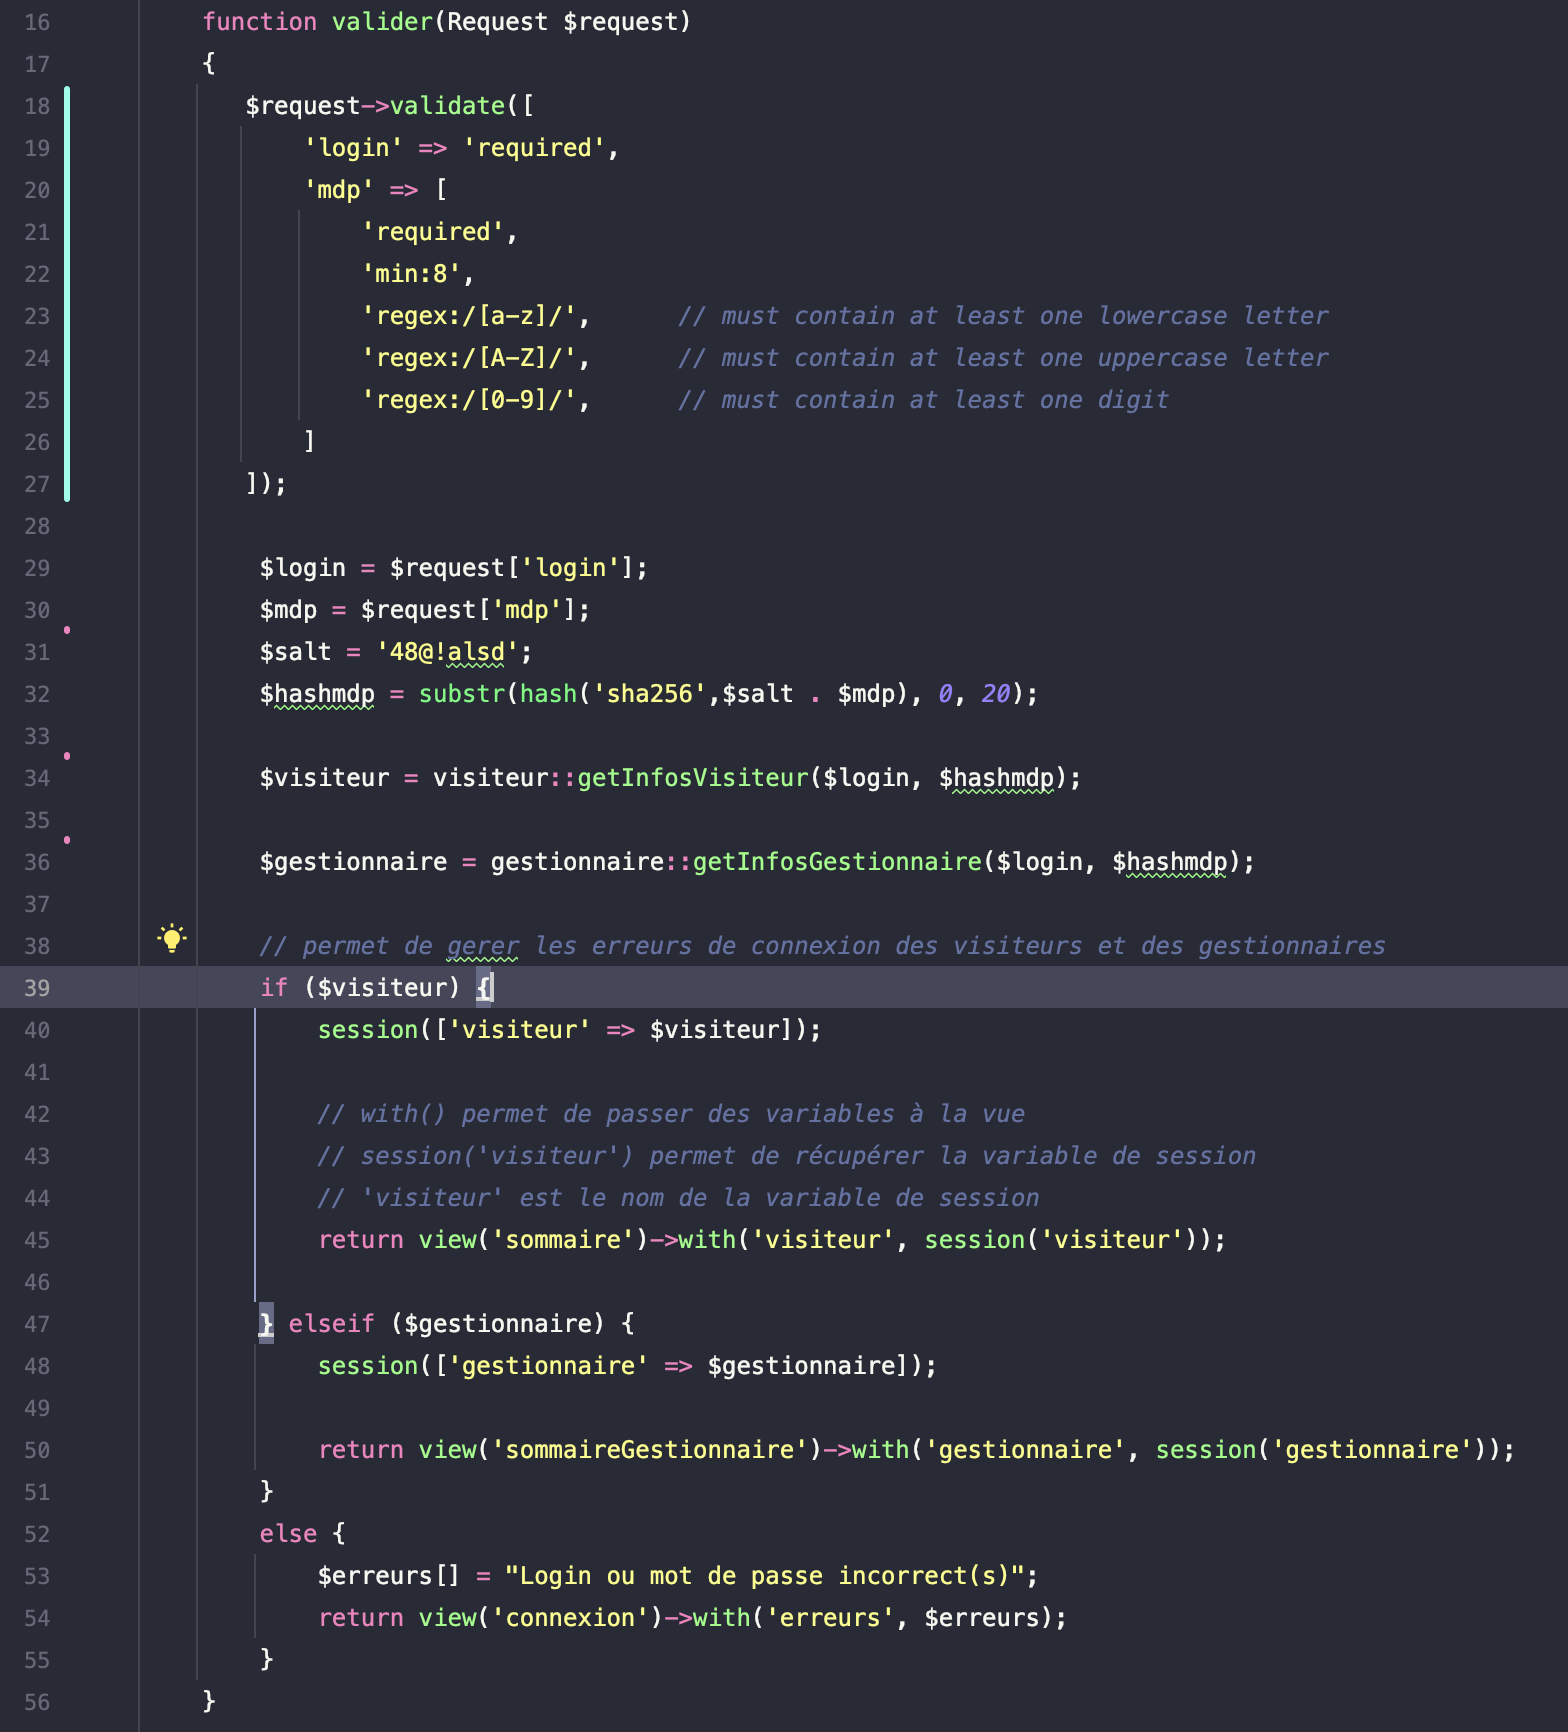 16 function valider(Request $request)
17 {
18 $request->validate([
19 'login' => 'required',
20 'mdp' => [
21 'required',
22 'min:8',
23 'regex:/[a-z]/', // must contain at least one lowercase letter
24 'regex:/[A-Z]/', // must contain at least one uppercase letter
25 'regex:/[0-9]/', // must contain at least one digit
26 ]
27 ]);
28
29 $login = $request['login'];
30 $mdp = $request['mdp'];
31 $salt = '48@!alsd';
32 $hashmdp = substr(hash('sha256',$salt . $mdp), 0, 20);
33
34 $visiteur = visiteur::getInfosVisiteur($login, $hashmdp);
35
36 $gestionnaire = gestionnaire::getInfosGestionnaire($login, $hashmdp);
37
38 // permet de gerer les erreurs de connexion des visiteurs et des gestionnaires
39 if ($visiteur) {
40 session(['visiteur' => $visiteur]);
41
42 // with() permet de passer des variables à la vue
43 // session('visiteur') permet de récupérer la variable de session
44 // 'visiteur' est le nom de la variable de session
45 return view('sommaire')->with('visiteur', session('visiteur'));
46
47 } elseif ($gestionnaire) {
48 session(['gestionnaire' => $gestionnaire]);
49
50 return view('sommaireGestionnaire')->with('gestionnaire', session('gestionnaire'));
51 }
52 else {
53 $erreurs[] = "Login ou mot de passe incorrect(s)";
54 return view('connexion')->with('erreurs', $erreurs);
55 }
56 }